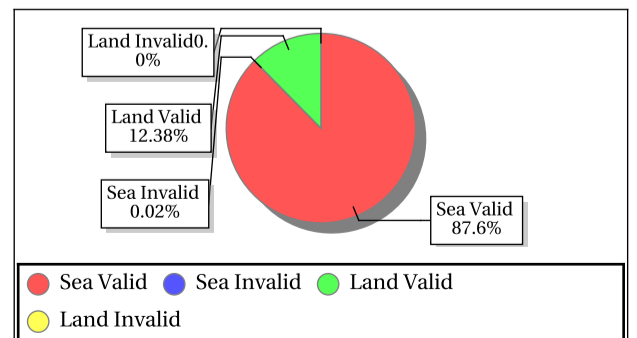 Land Invalid0.
0%
Land Valid
12.38%
Sea Invalid
0.02%
Sea Valid
87.6%
Sea Valid Sea Invalid Land Valid
Land Invalid